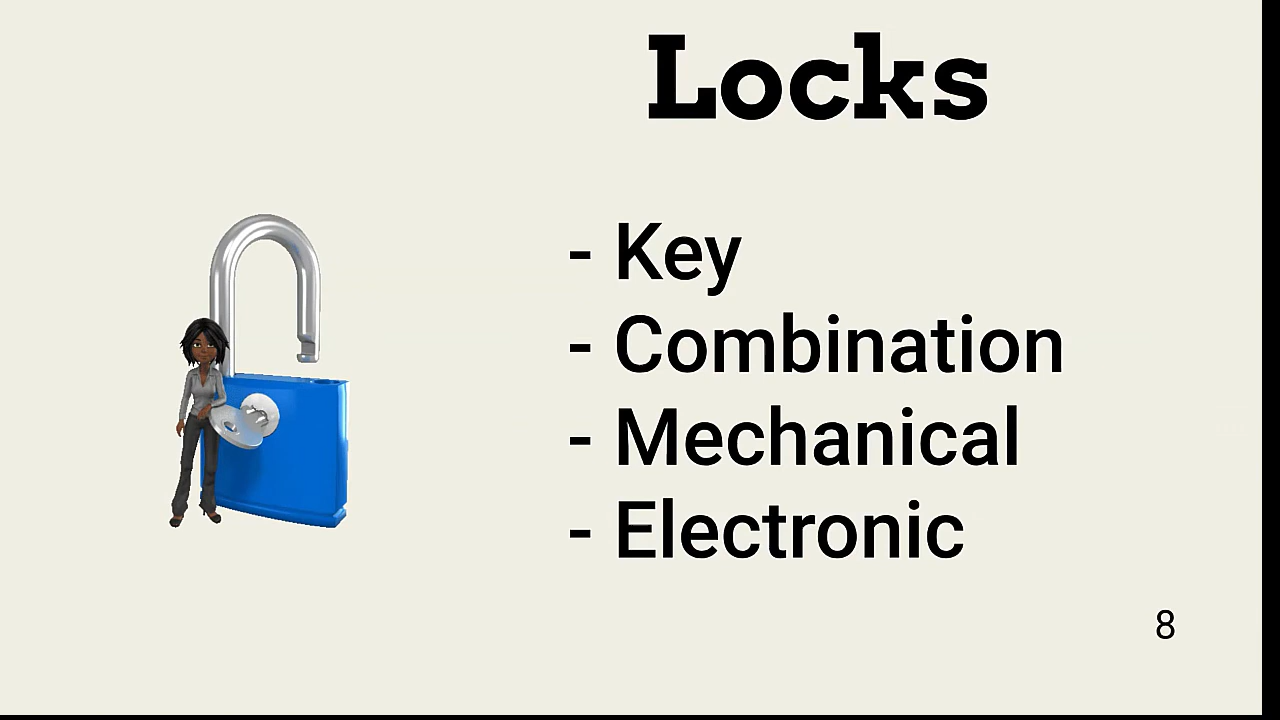 Locks
- Key
- Combination
- Mechanical
- Electronic
8